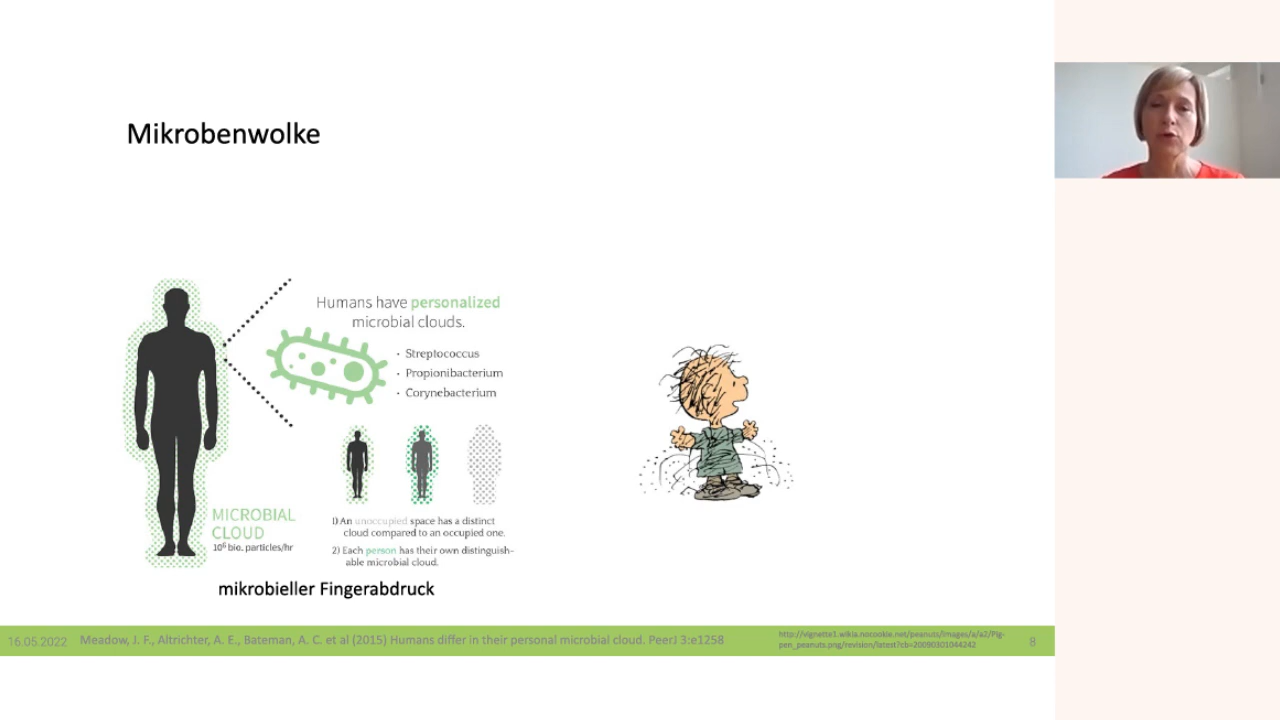 Mikrobenwolke
Humans have personalized
microbial clouds.
· Streptococcus
· Propionibacterium
· Corynebacterium
MICROBIAL
CLOUD
10⁶ bio. particles/hr
1) An unoccupied space has a distinct
cloud compared to an occupied one.
2) Each person has their own distinguish-
able microbial cloud.
mikrobieller Fingerabdruck
16.05.2022
Meadow, J. F., Altrichter, A. E., Bateman, A. C. et al (2015) Humans differ in their personal microbial cloud. PeerJ 3:e1258
http://vignette1.wikia.nocookie.net/peanuts/images/a/a2/Pig-
pen_peanuts.png/revision/latest?cb=20090301044242
8